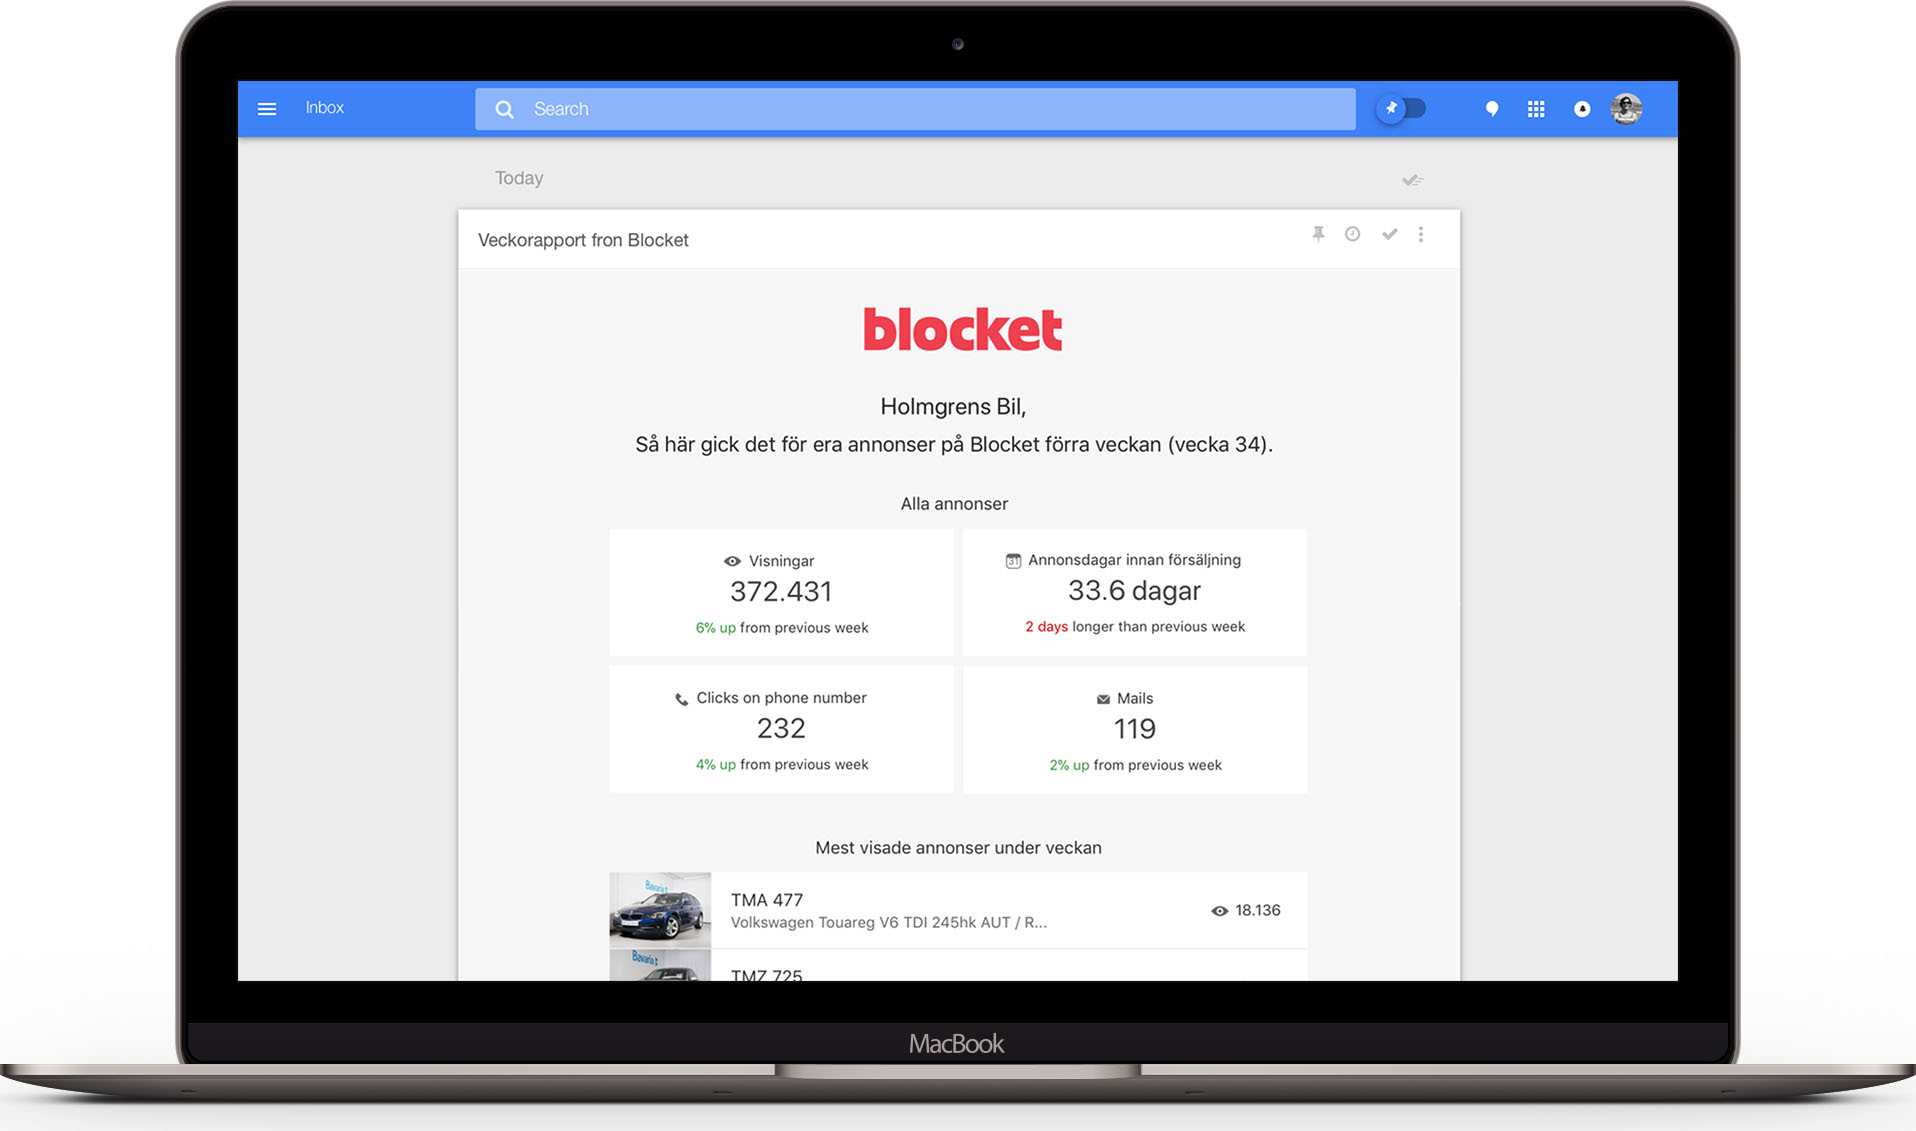 Inbox
Search
Today
Veckorapport fron Blocket
blocket
Holmgrens Bil,
Så här gick det för era annonser på Blocket förra veckan (vecka 34).
Alla annonser
Visningar
372.431
6% up from previous week
31 Annonsdagar innan försäljning
33.6 dagar
2 days longer than previous week
Clicks on phone number
232
4% up from previous week
Mails
119
2% up from previous week
Mest visade annonser under veckan
Bavaria
TMA 477
18.136
Volkswagen Touareg V6 TDI 245hk AUT / R...
Bavaria
TMZ 725
MacBook